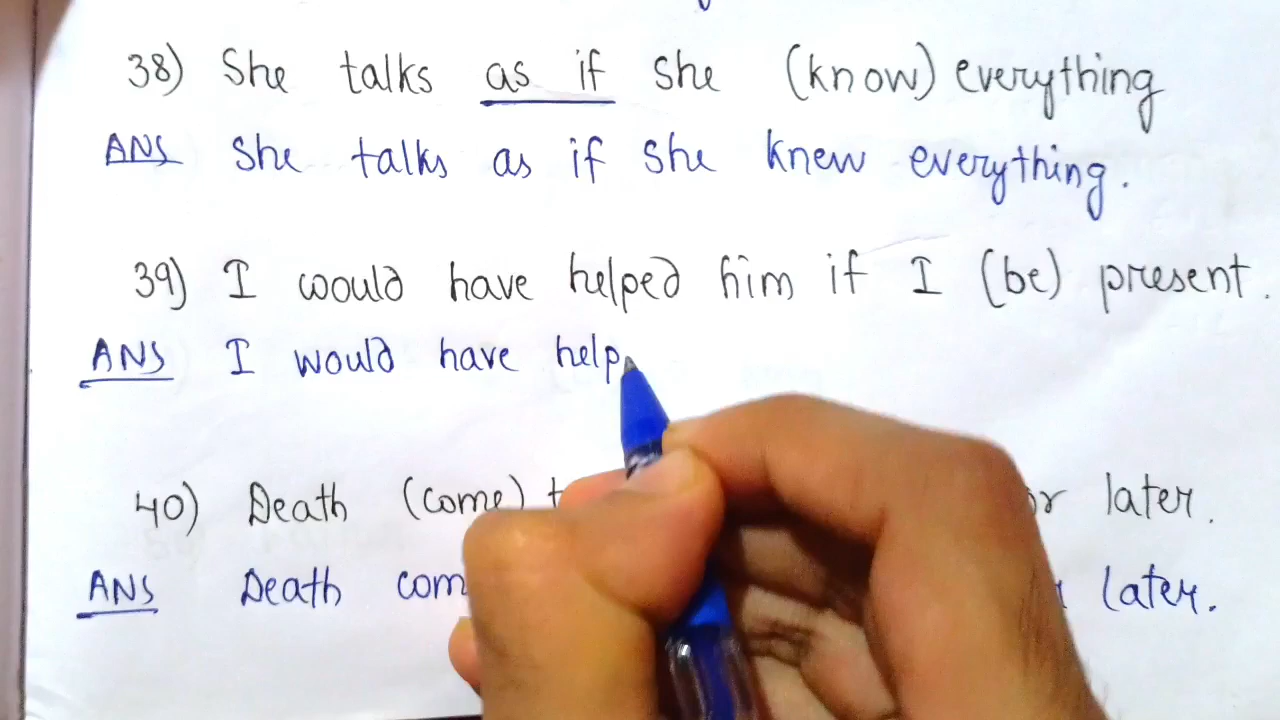 38) She talks as if she (know) everything
ANS She talks as if she knew everything.
39) I would have helped him if I (be) present.
ANS I would have help
40) Death (come) or later.
ANS Death later.